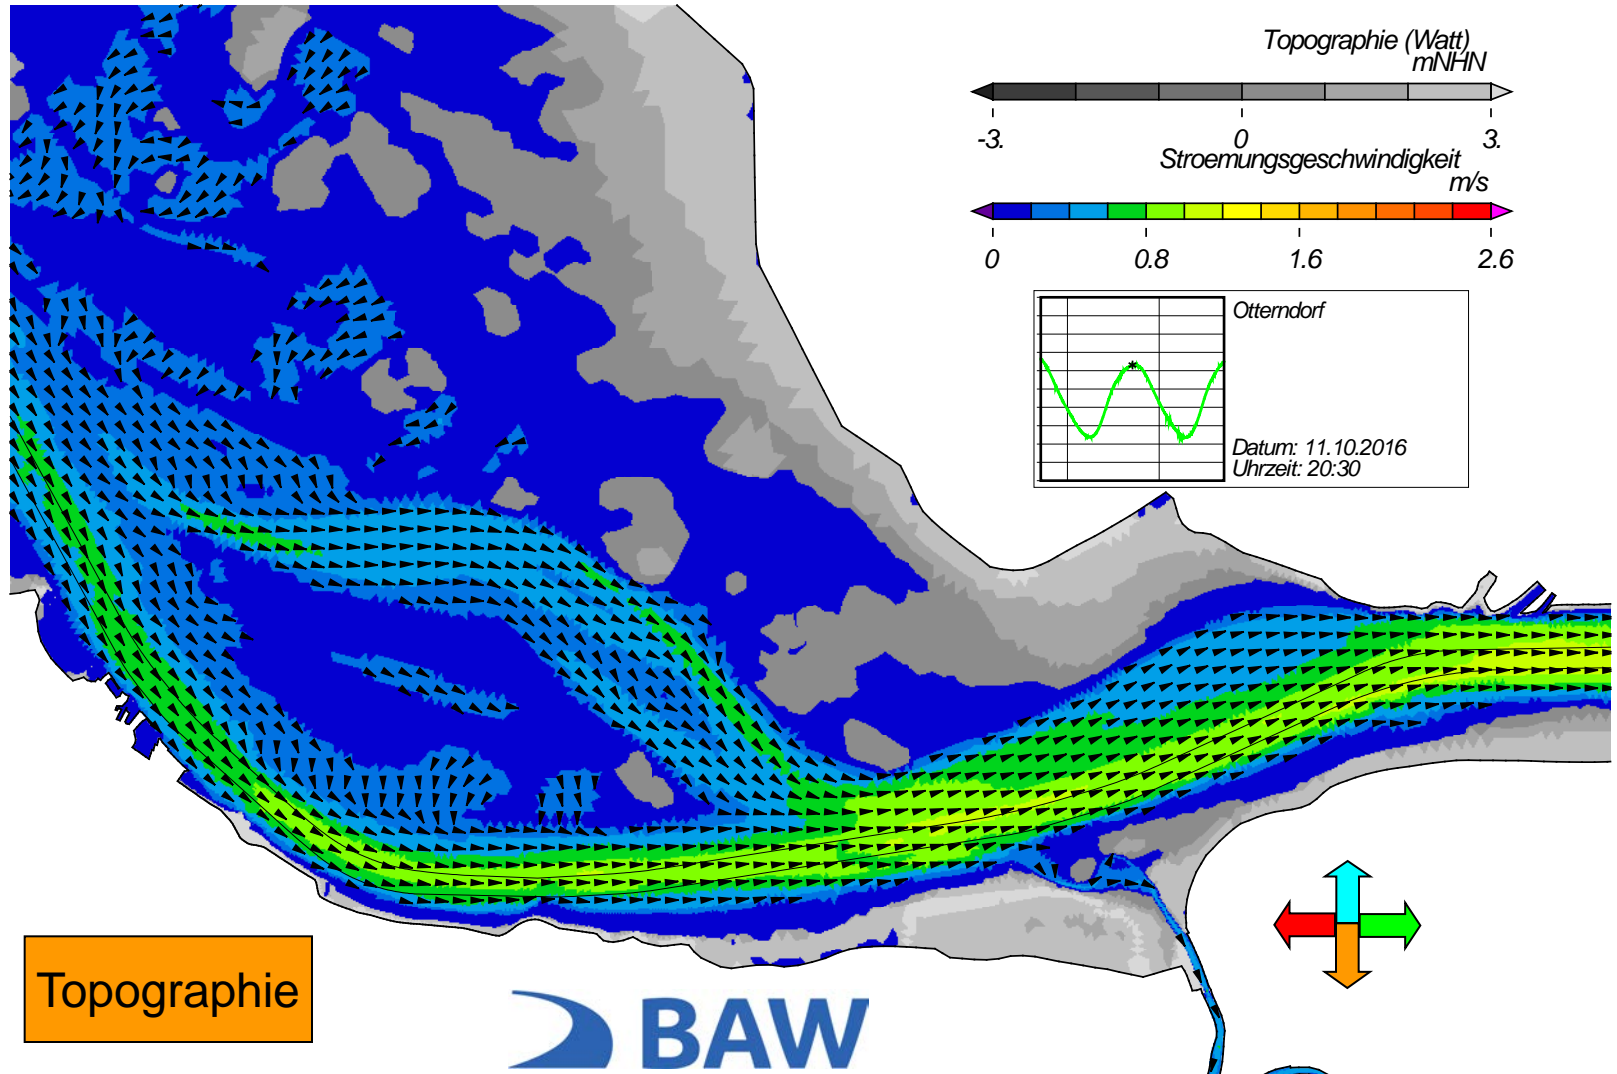 Topographie (Watt)
mNHN
-3.
0
3.
Stroemungsgeschwindigkeit
m/s
0
0.8
1.6
2.6
Otterndorf
Datum: 11.10.2016
Uhrzeit: 20:30
Topographie
BAW